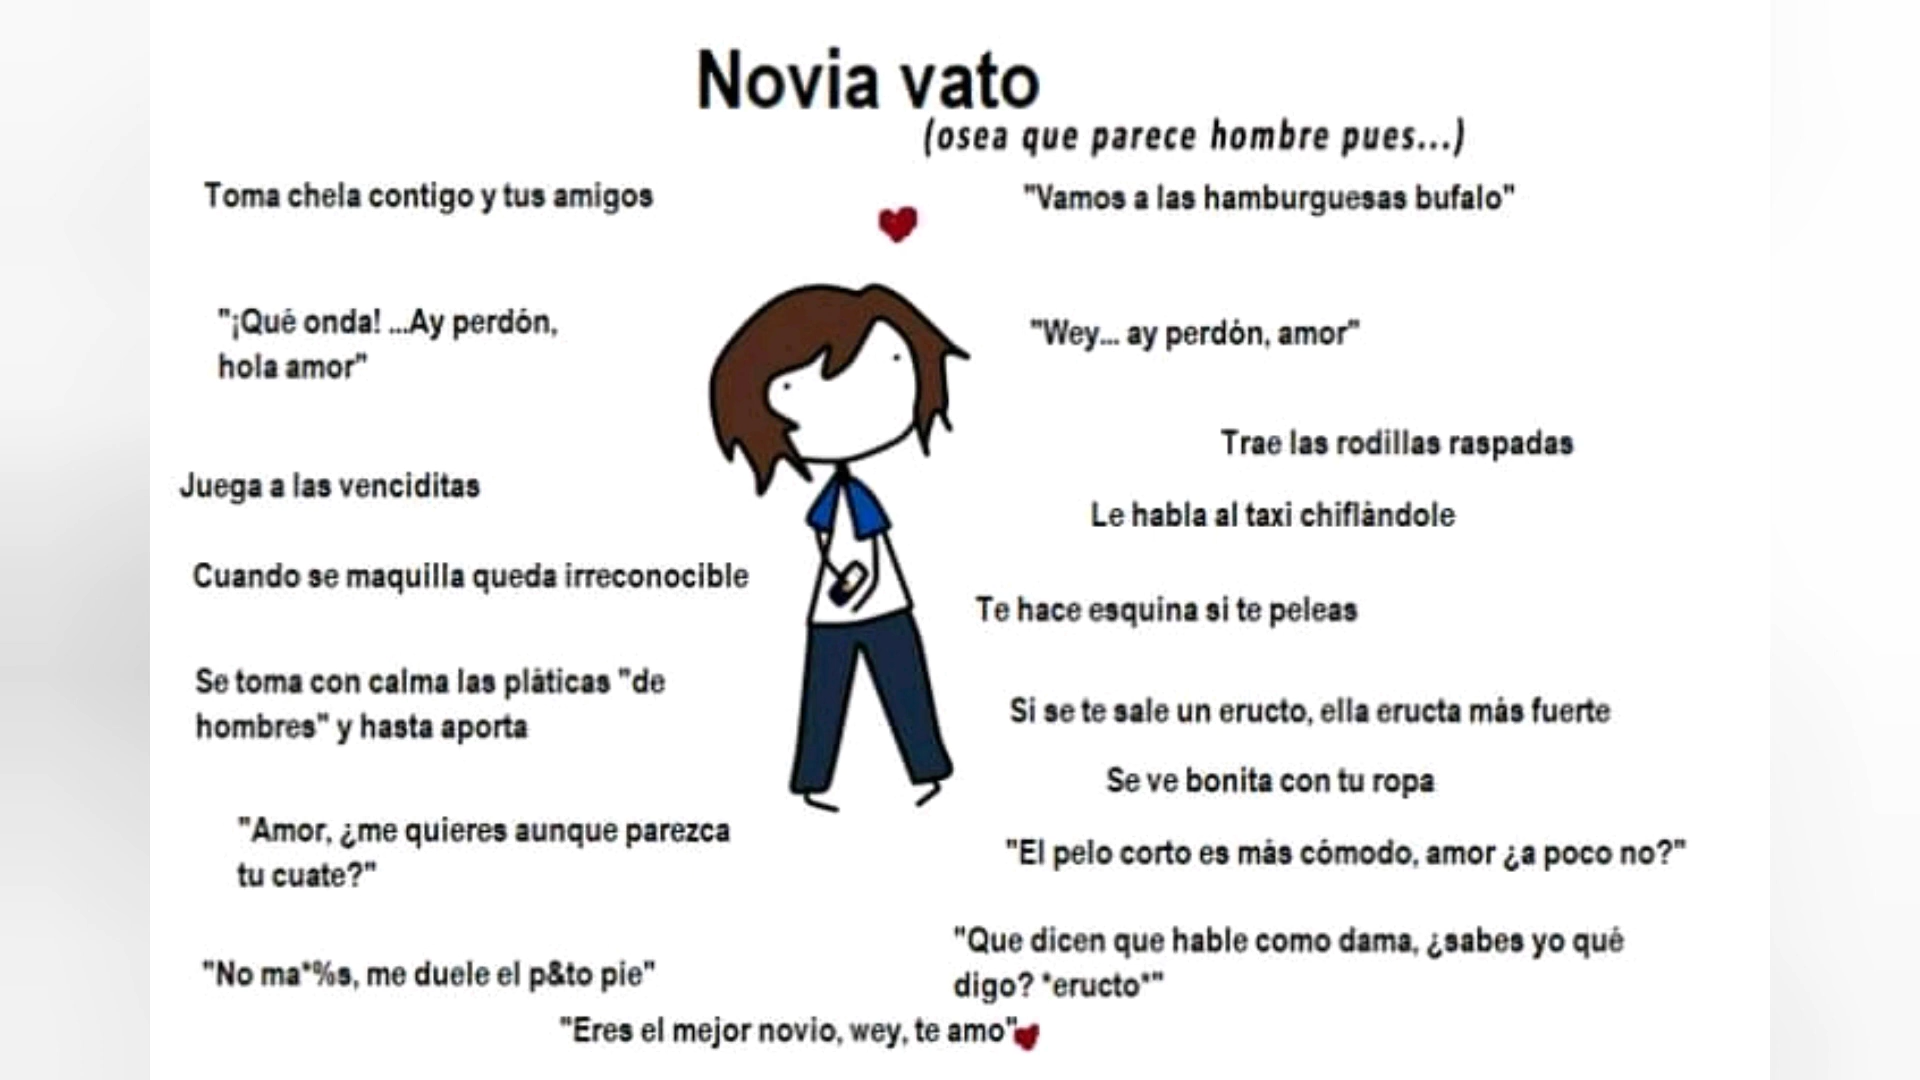 Novia vato
(osea que parece hombre pues...)
Toma chela contigo y tus amigos
"Vamos a las hamburguesas bufalo"
"¡Qué onda! ...Ay perdón,
hola amor"
"Wey... ay perdón, amor"
Trae las rodillas raspadas
Juega a las venciditas
Le habla al taxi chiflàndole
Cuando se maquilla queda irreconocible
Te hace esquina si te peleas
Se toma con calma las pláticas "de
hombres" y hasta aporta
Si se te sale un eructo, ella eructa más fuerte
Se ve bonita con tu ropa
"Amor, ¿me quieres aunque parezca
tu cuate?"
"El pelo corto es más cómodo, amor ¿a poco no?"
"Que dicen que hable como dama, ¿sabes yo qué
digo? *eructo*"
"No ma*%s, me duele el p&to pie"
"Eres el mejor novio, wey, te amo"